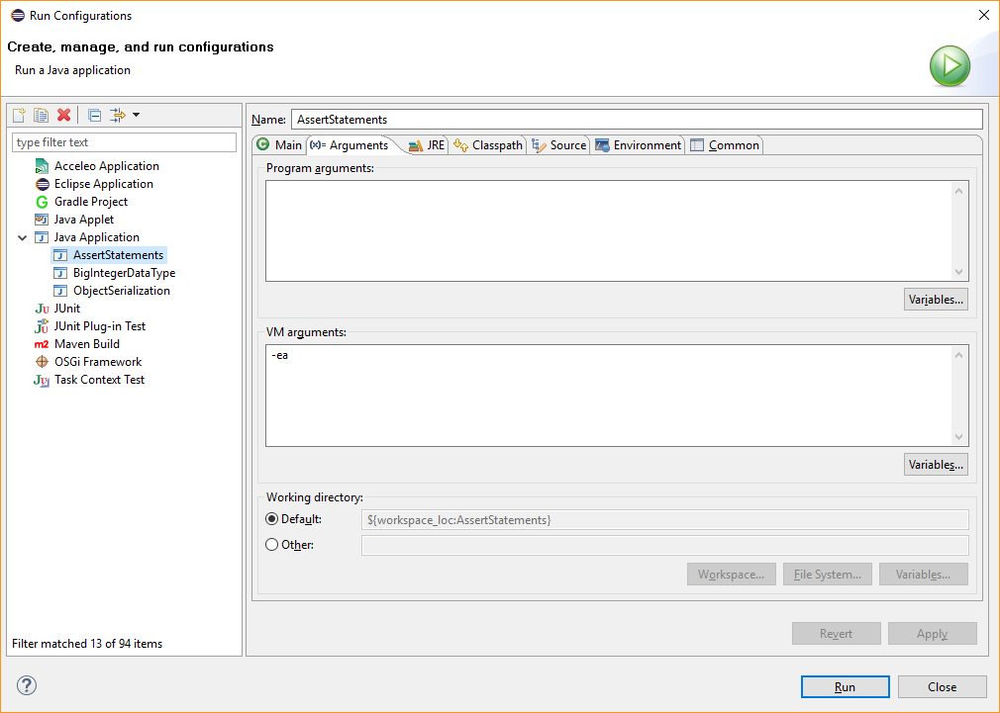 Run Configurations
Create, manage, and run configurations
Run a Java application
type filter text
Acceleo Application
Eclipse Application
Gradle Project
Java Applet
Java Application
AssertStatements
BigIntegerDataType
ObjectSerialization
JUnit
JUnit Plug-in Test
m2 Maven Build
OSGi Framework
Task Context Test
Filter matched 13 of 94 items
Name: AssertStatements
Main (x)= Arguments JRE Classpath Source Environment Common
Program arguments:
Variables...
VM arguments:
-ea
Variables...
Working directory:
Default: ${workspace_loc:AssertStatements}
Other:
Workspace... File System... Variables...
Revert Apply
Run Close